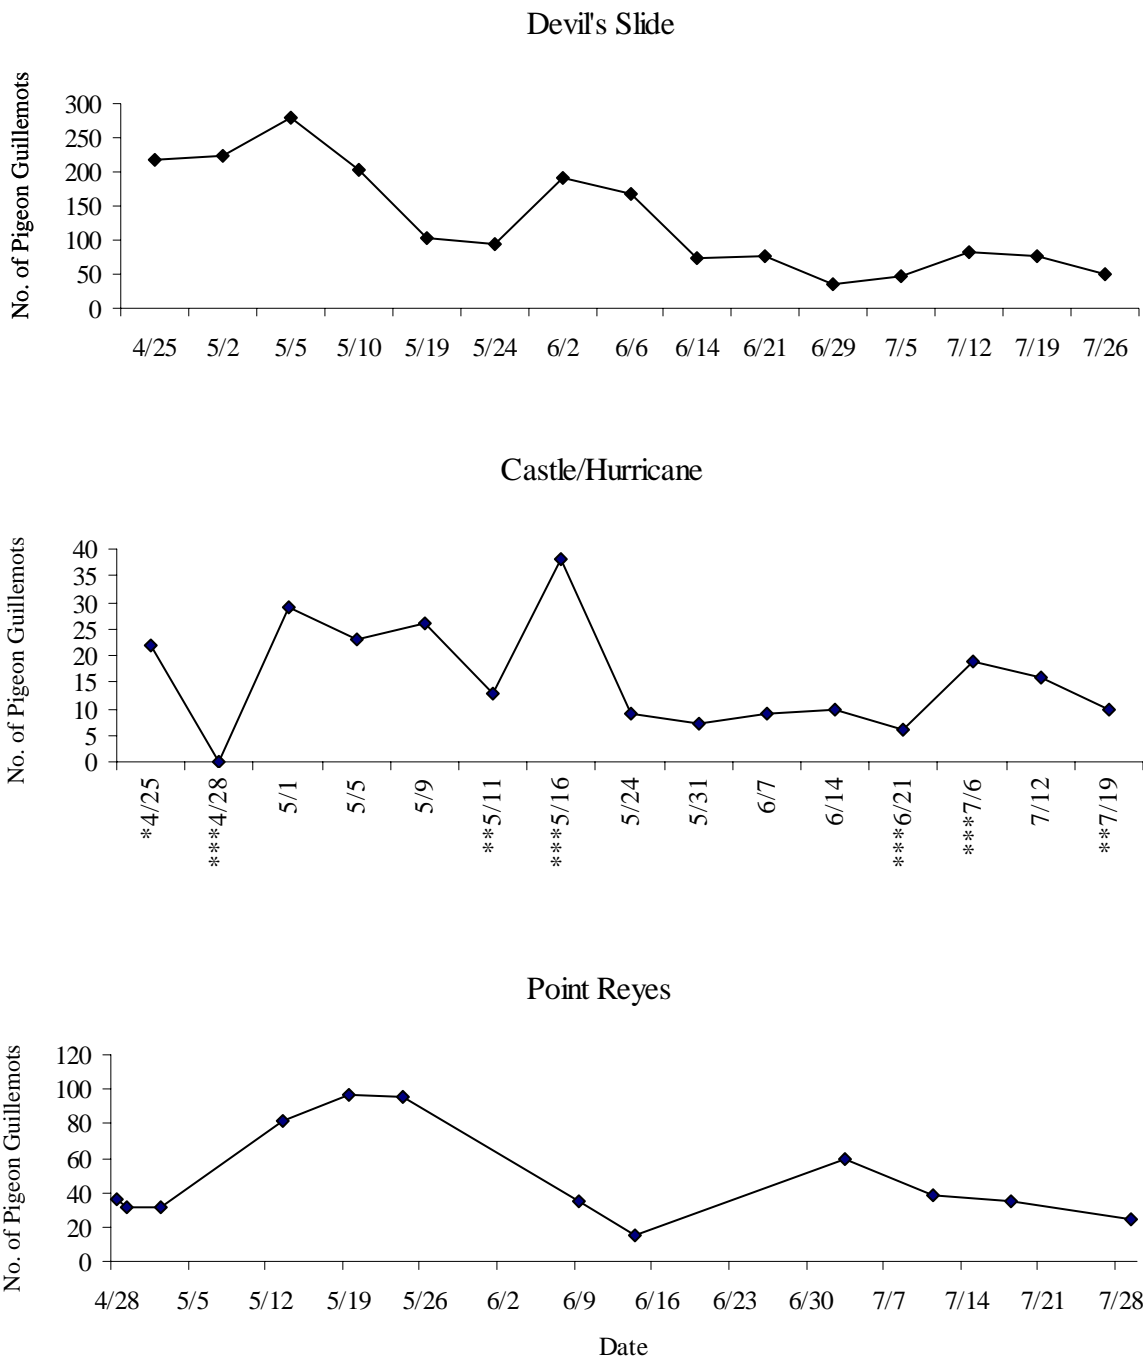 Devil's Slide
No. of Pigeon Guillemots
300
250
200
150
100
50
0
4/25 5/2 5/5 5/10 5/19 5/24 6/2 6/6 6/14 6/21 6/29 7/5 7/12 7/19 7/26
Castle/Hurricane
No. of Pigeon Guillemots
40
35
30
25
20
15
10
5
0
*4/25 ***4/28 5/1 5/5 5/9 **5/11 ***5/16 5/24 5/31 6/7 6/14 ***6/21 ***7/6 7/12 **7/19
Point Reyes
No. of Pigeon Guillemots
120
100
80
60
40
20
0
4/28 5/5 5/12 5/19 5/26 6/2 6/9 6/16 6/23 6/30 7/7 7/14 7/21 7/28
Date